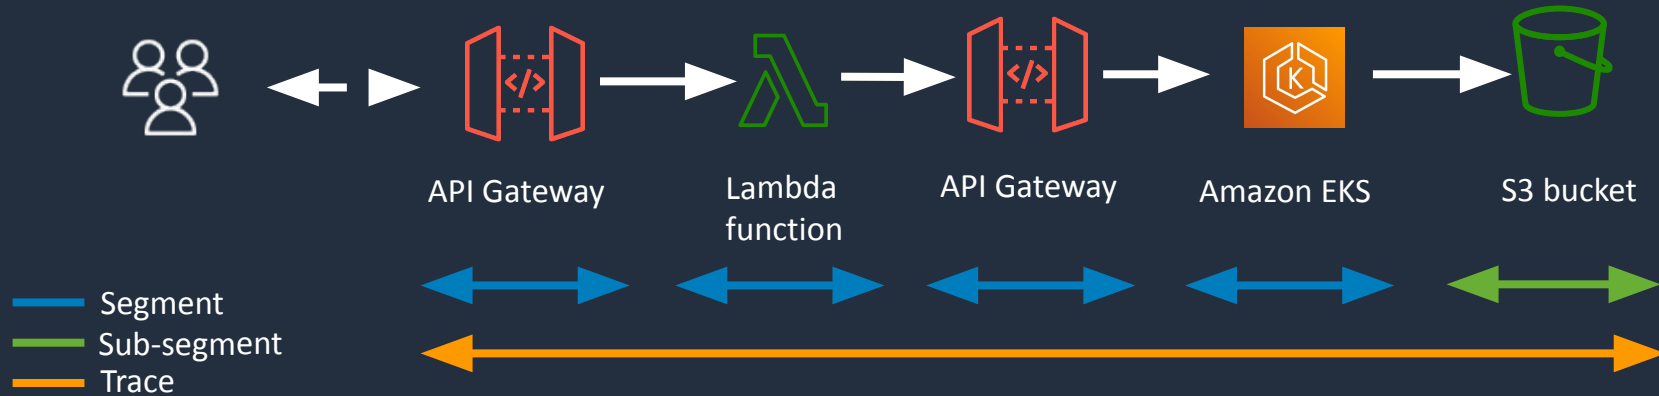 API Gateway
Lambda
function
API Gateway
Amazon EKS
S3 bucket
Segment
Sub-segment
Trace